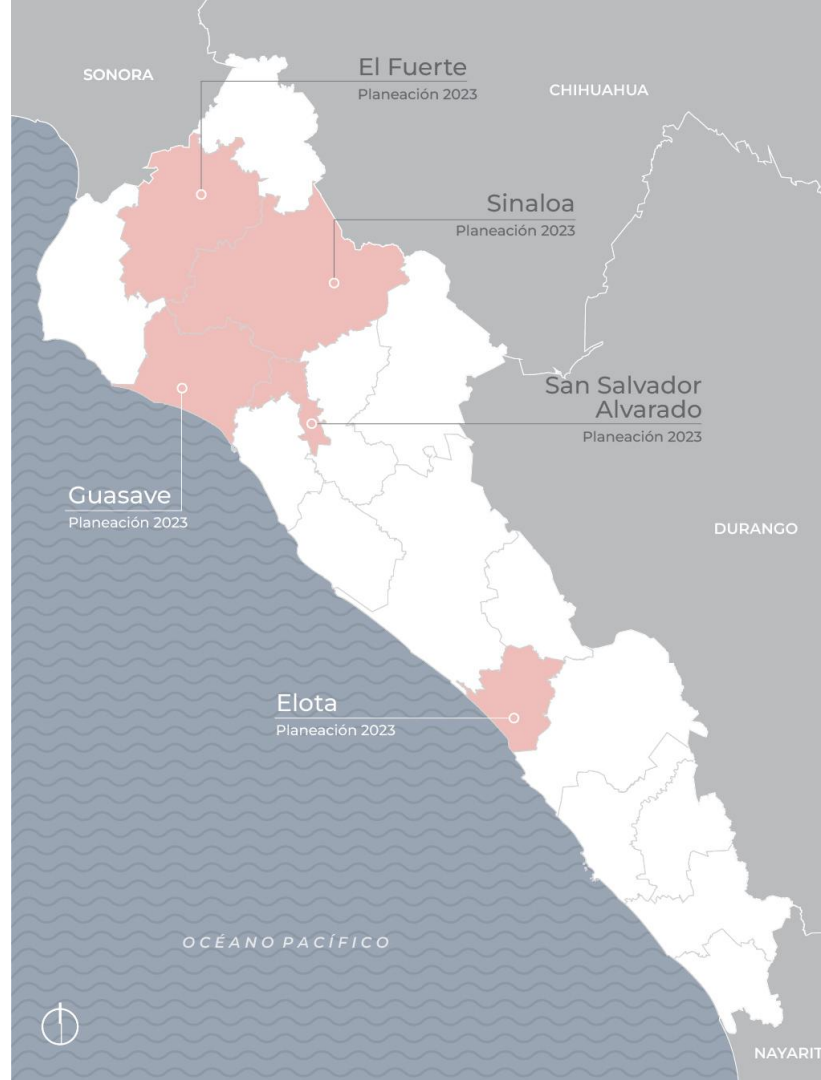 SONORA
El Fuerte
Planeación 2023
CHIHUAHUA
Sinaloa
Planeación 2023
San Salvador
Alvarado
Planeación 2023
Guasave
Planeación 2023
DURANGO
Elota
Planeación 2023
OCÉANO PACÍFICO
NAYARIT